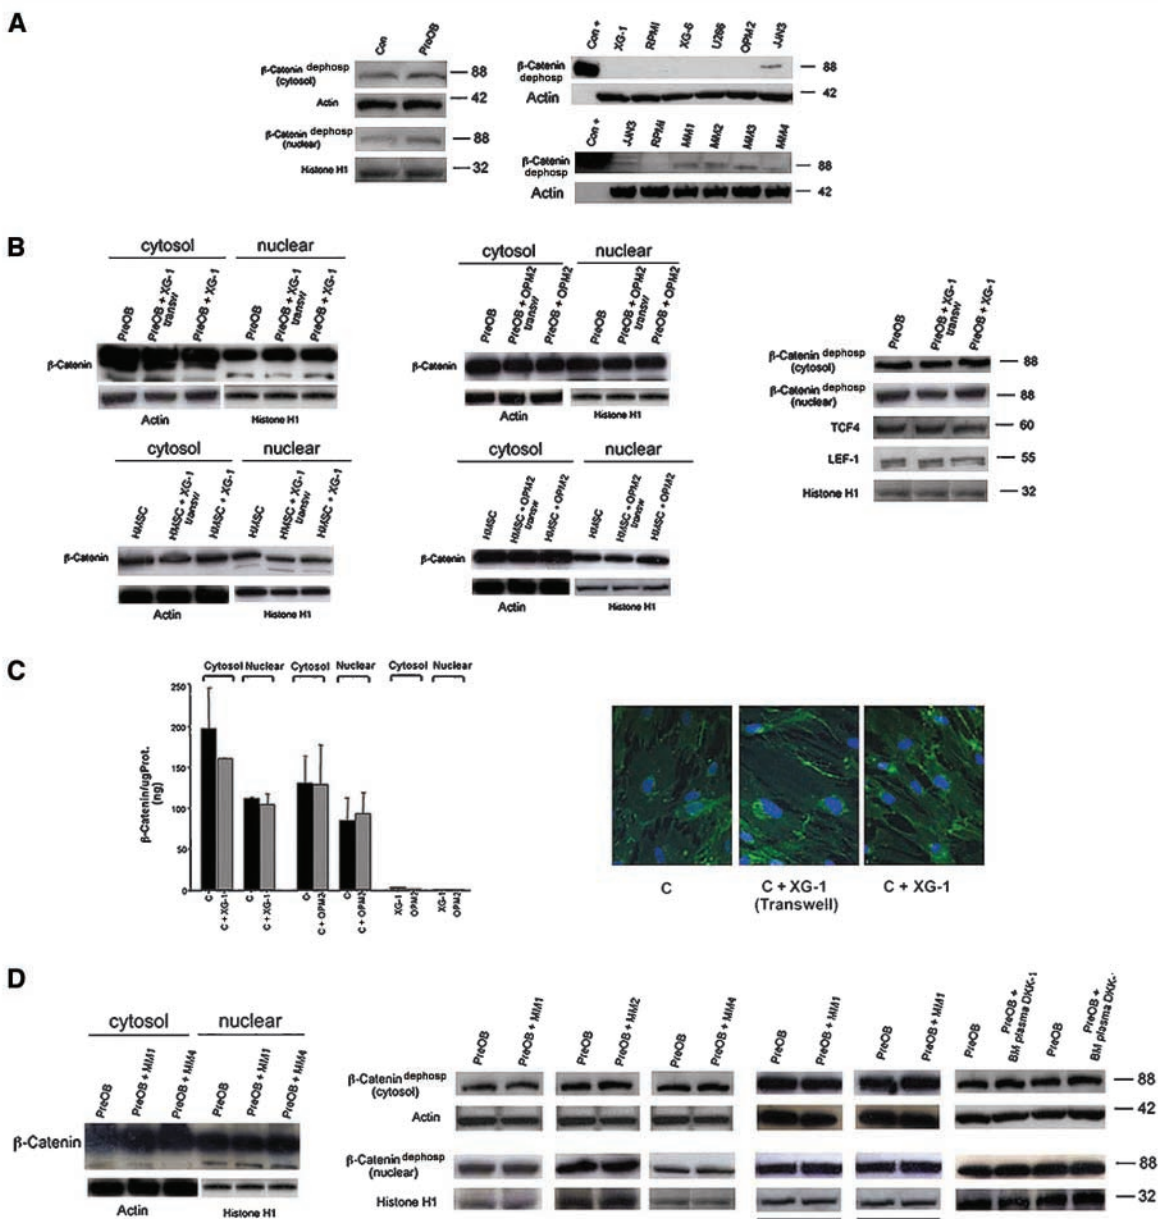 A
Con
PreOB
β-Catenin dephosp
(cytosol)
88
Actin
42
β-Catenin dephosp
(nuclear)
88
Histone H1
32
Con +
XG-1
RPMI
XG-6
U266
OPM2
JJN3
β-Catenin
dephosp
88
Actin
42
Con +
JJN3
RPMI
MM1
MM2
MM3
MM4
β-Catenin
dephosp
88
Actin
42
B
cytosol
nuclear
PreOB
PreOB + XG-1
transw
PreOB + XG-1
PreOB
PreOB + XG-1
transw
PreOB + XG-1
β-Catenin
Actin
Histone H1
cytosol
nuclear
PreOB
PreOB + OPM2
transw
PreOB + OPM2
PreOB
PreOB + OPM2
transw
PreOB + OPM2
Actin
Histone H1
PreOB
PreOB + XG-1
transw
PreOB + XG-1
β-Catenin dephosp
(cytosol)
88
β-Catenin dephosp
(nuclear)
88
TCF4
60
LEF-1
55
Histone H1
32
cytosol
nuclear
HMSC
HMSC + XG-1
transw
HMSC + XG-1
HMSC
HMSC + XG-1
transw
HMSC + XG-1
β-Catenin
Actin
Histone H1
cytosol
nuclear
HMSC
HMSC + OPM2
transw
HMSC + OPM2
HMSC
HMSC + OPM2
transw
HMSC + OPM2
β-Catenin
Actin
Histone H1
C
Cytosol Nuclear Cytosol Nuclear Cytosol Nuclear
β-Catenin/ugProt.
(ng)
250
200
150
100
50
0
C
C + XG-1
C
C + XG-1
C
C + OPM2
C
C + OPM2
XG-1
OPM2
XG-1
OPM2
C
C + XG-1
(Transwell)
C + XG-1
D
cytosol
nuclear
PreOB
PreOB + MM1
PreOB + MM4
PreOB
PreOB + MM1
PreOB + MM4
β-Catenin
Actin
Histone H1
PreOB
PreOB + MM1
PreOB
PreOB + MM2
PreOB
PreOB + MM4
PreOB
PreOB + MM1
PreOB
PreOB + MM1
PreOB
PreOB +
BM plasma DKK-1
PreOB
PreOB +
BM plasma DKK-
β-Catenin dephosp
(cytosol)
88
Actin
42
β-Catenin dephosp
(nuclear)
88
Histone H1
32